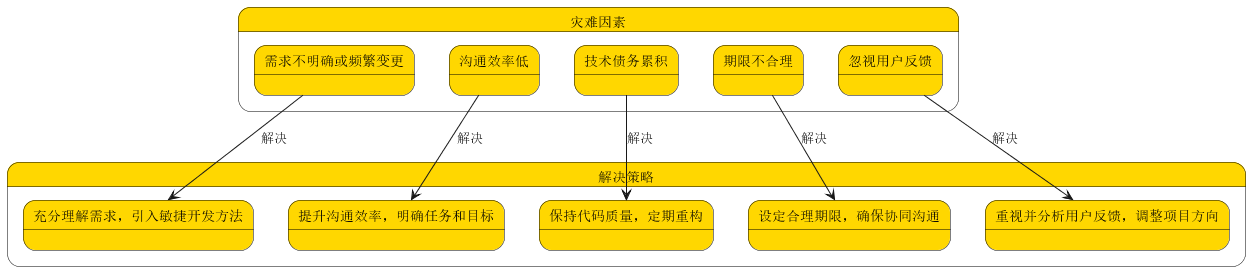 灾难因素
需求不明确或频繁变更
沟通效率低
技术债务累积
期限不合理
忽视用户反馈
解决
解决
解决
解决
解决
解决策略
充分理解需求，引入敏捷开发方法
提升沟通效率，明确任务和目标
保持代码质量，定期重构
设定合理期限，确保协同沟通
重视并分析用户反馈，调整项目方向